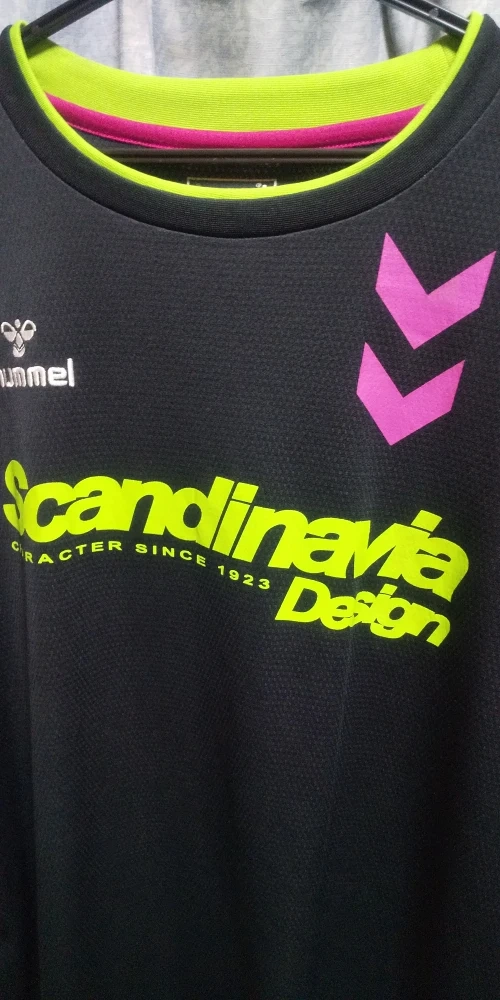 hummel
Scandinavia
CHARACTER SINCE 1923
Design